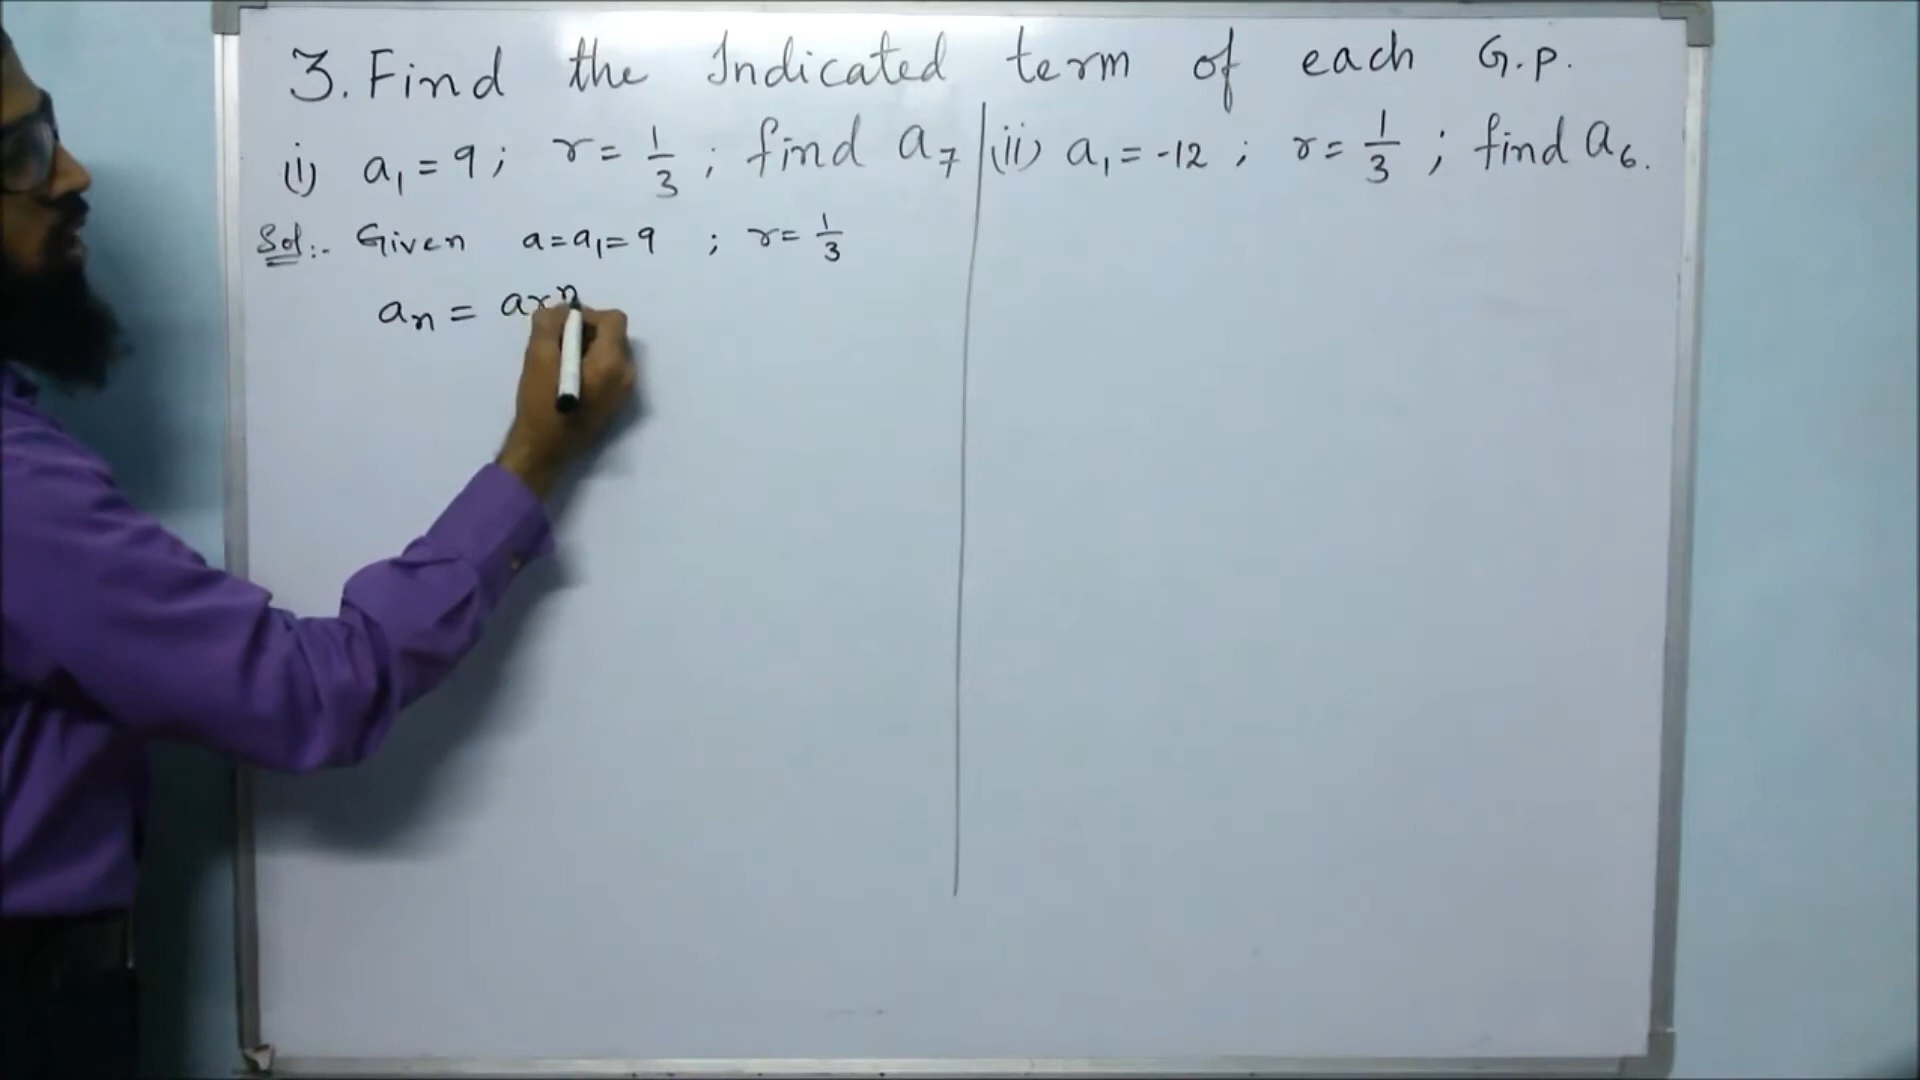 3. Find the Indicated term of each G.P.
(i) a₁ = 9; r = 1/3; find a₇ | (ii) a₁ = -12; r = 1/3; find a₆.
Sol:- Given a = a₁ = 9 ; r = 1/3
aₙ = arⁿ